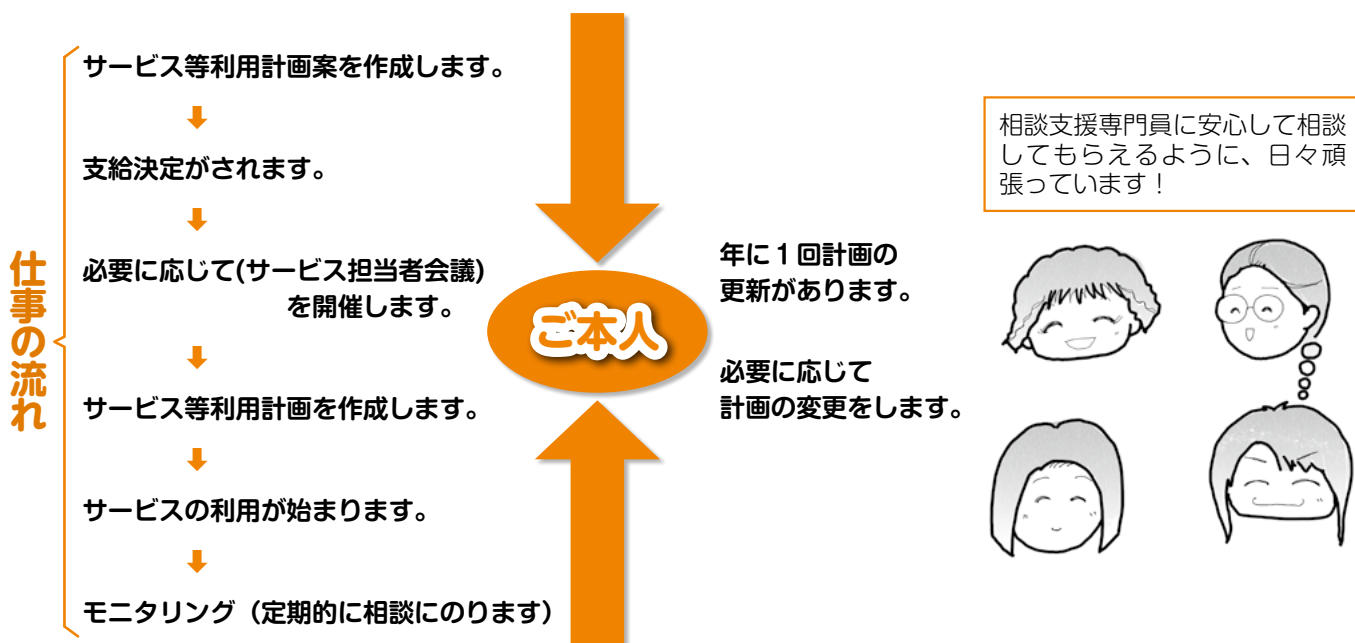 仕事の流れ
サービス等利用計画案を作成します。
支給決定がされます。
必要に応じて(サービス担当者会議)
を開催します。
サービス等利用計画を作成します。
サービスの利用が始まります。
モニタリング（定期的に相談にのります）
ご本人
年に１回計画の
更新があります。
必要に応じて
計画の変更をします。
相談支援専門員に安心して相談
してもらえるように、日々頑
張っています！